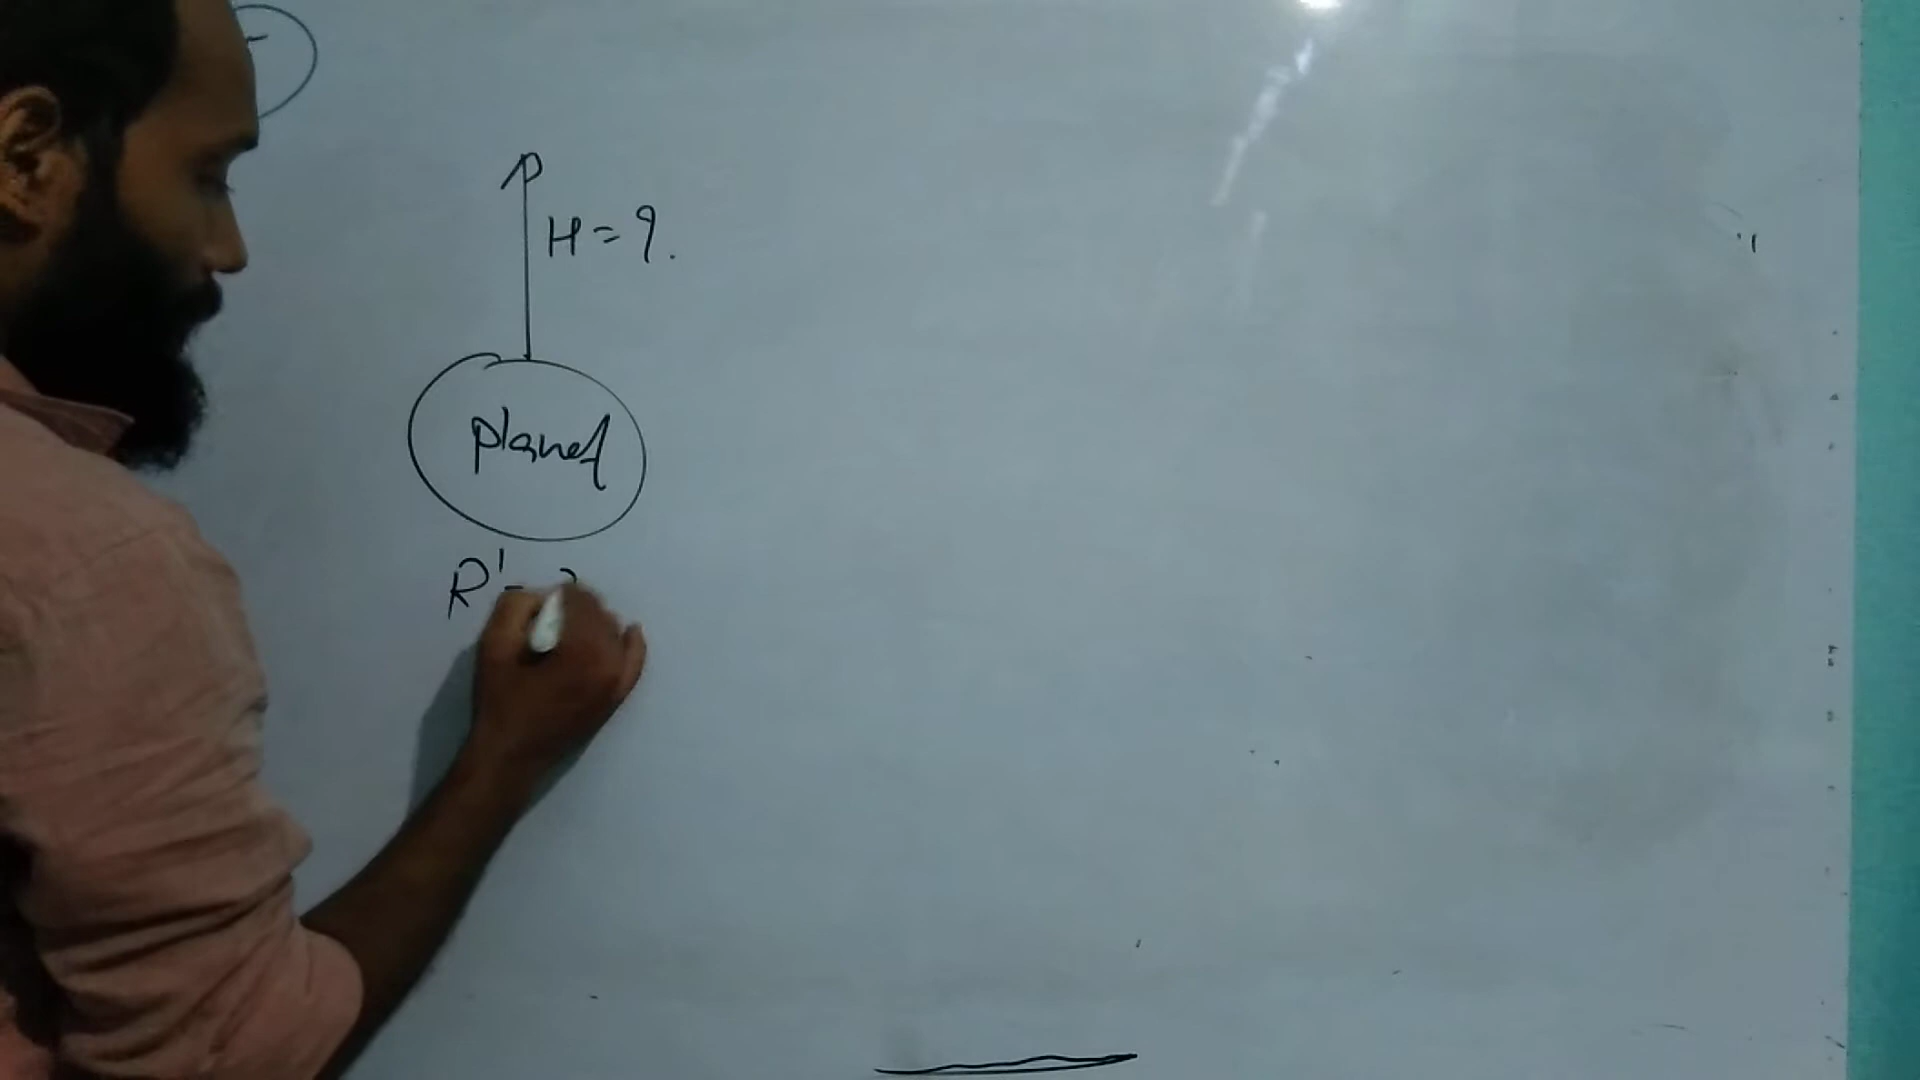 H = ?.
planet
R' =